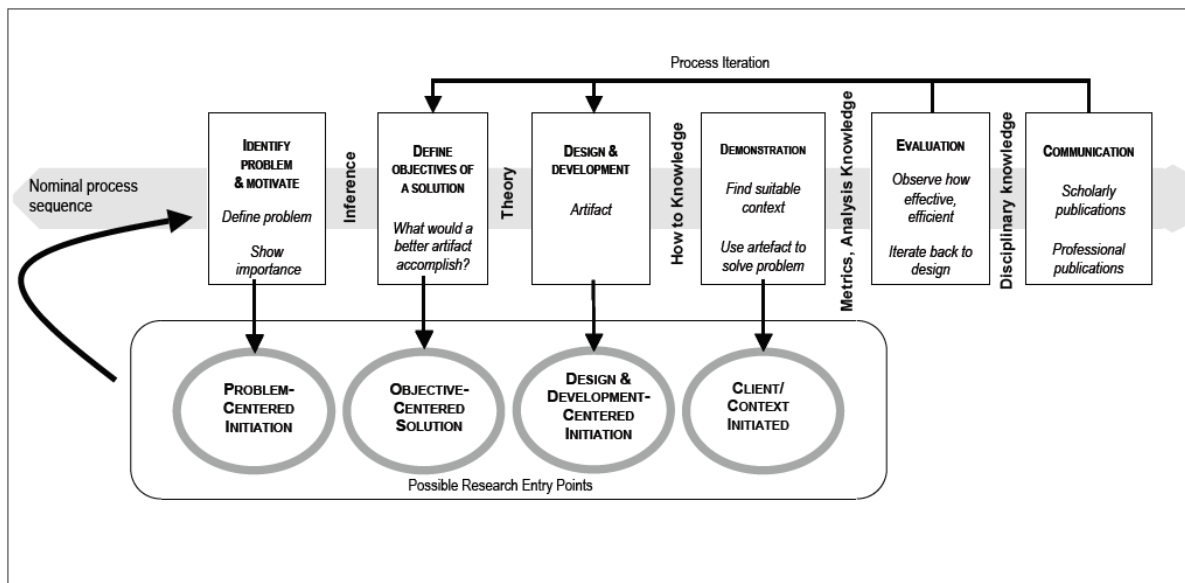 Process Iteration
Nominal process
sequence
IDENTIFY
PROBLEM
& MOTIVATE
Define problem
Show
importance
Inference
DEFINE
OBJECTIVES OF
A SOLUTION
What would a
better artifact
accomplish?
Theory
DESIGN &
DEVELOPMENT
Artifact
How to Knowledge
DEMONSTRATION
Find suitable
context
Use artefact to
solve problem
Metrics, Analysis Knowledge
EVALUATION
Observe how
effective,
efficient
Iterate back to
design
Disciplinary knowledge
COMMUNICATION
Scholarly
publications
Professional
publications
PROBLEM-
CENTERED
INITIATION
OBJECTIVE-
CENTERED
SOLUTION
DESIGN &
DEVELOPMENT-
CENTERED
INITIATION
CLIENT/
CONTEXT
INITIATED
Possible Research Entry Points